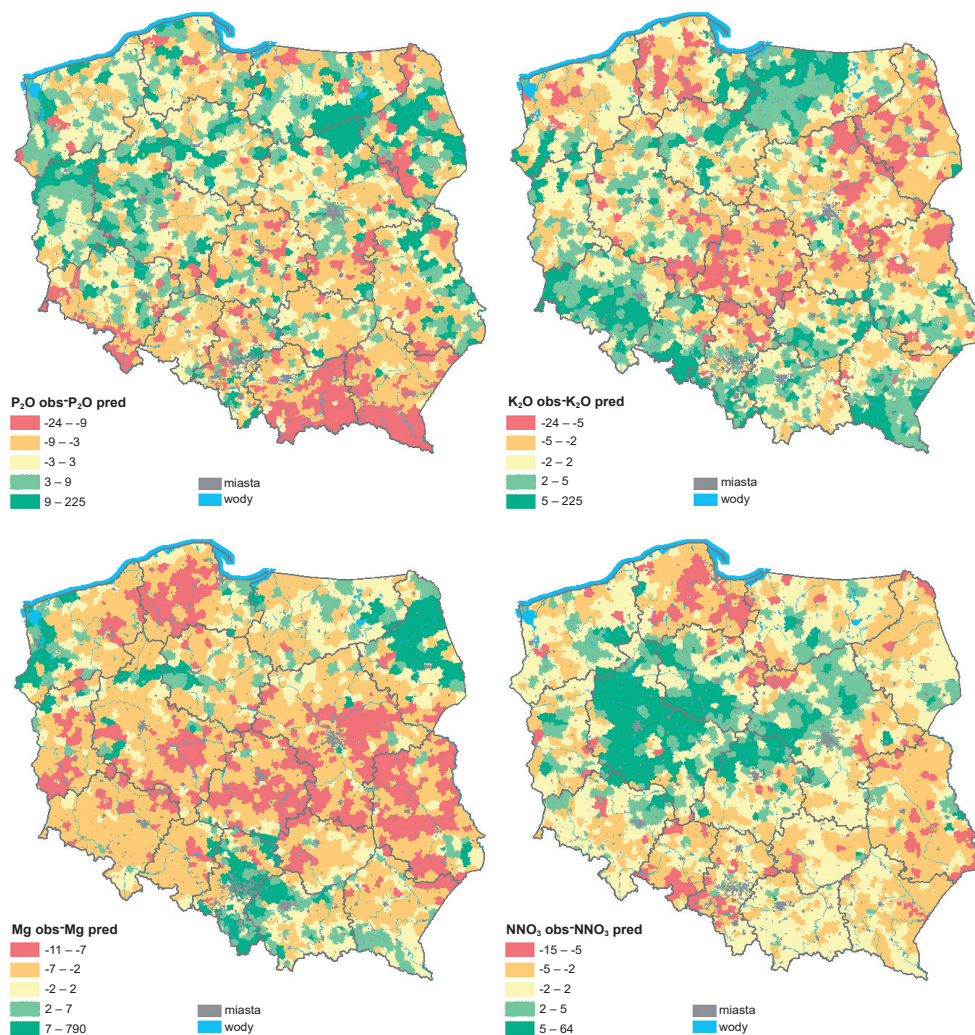 P₂O obs-P₂O pred
-24 – -9
-9 – -3
-3 – 3
3 – 9
9 – 225
miasta
wody
K₂O obs-K₂O pred
-24 – -5
-5 – -2
-2 – 2
2 – 5
5 – 225
miasta
wody
Mg obs-Mg pred
-11 – -7
-7 – -2
-2 – 2
2 – 7
7 – 790
miasta
wody
NNO₃ obs-NNO₃ pred
-15 – -5
-5 – -2
-2 – 2
2 – 5
5 – 64
miasta
wody